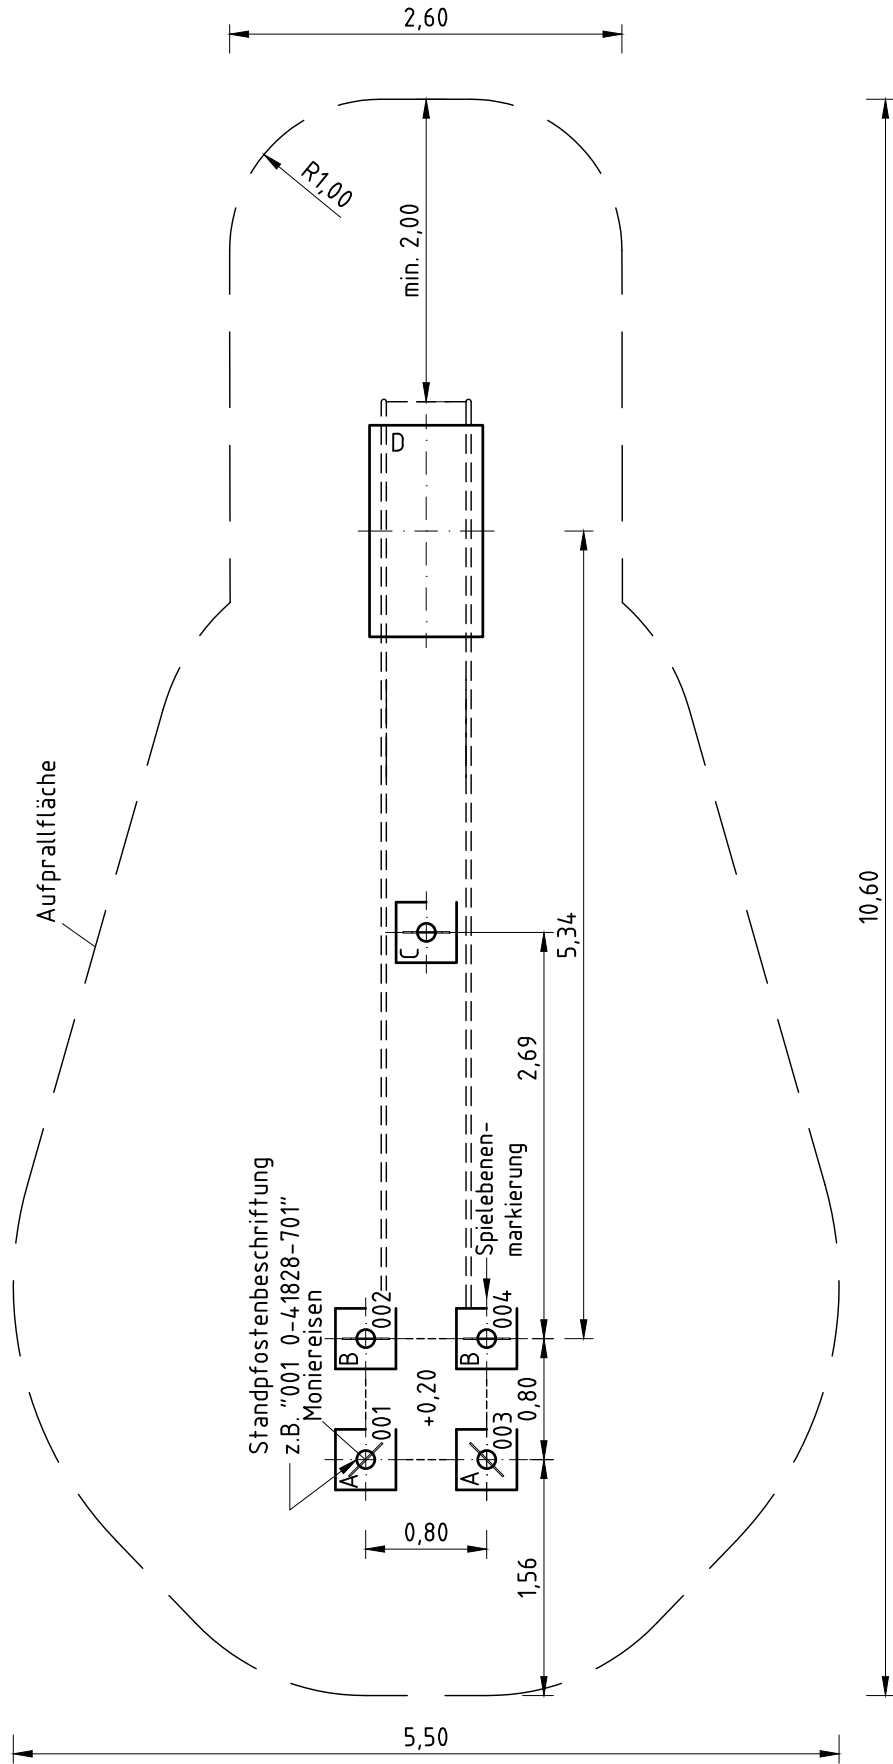 2,60
R1,00
min. 2,00
D
Aufprallfläche
10,60
5,34
C
2,69
Spielebenen-
markierung
Standpfostenbeschriftung
z.B. "001 0-41828-701"
Moniereisen
B
002
B
004
+0,20
0,80
A
001
A
003
0,80
1,56
5,50